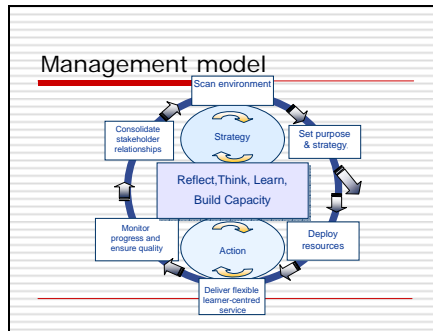 Management model
Scan environment
Consolidate
stakeholder
relationships
Strategy
Set purpose
& strategy.
Reflect,Think, Learn,
Build Capacity
Monitor
progress and
ensure quality
Action
Deploy
resources
Deliver flexible
learner-centred
service